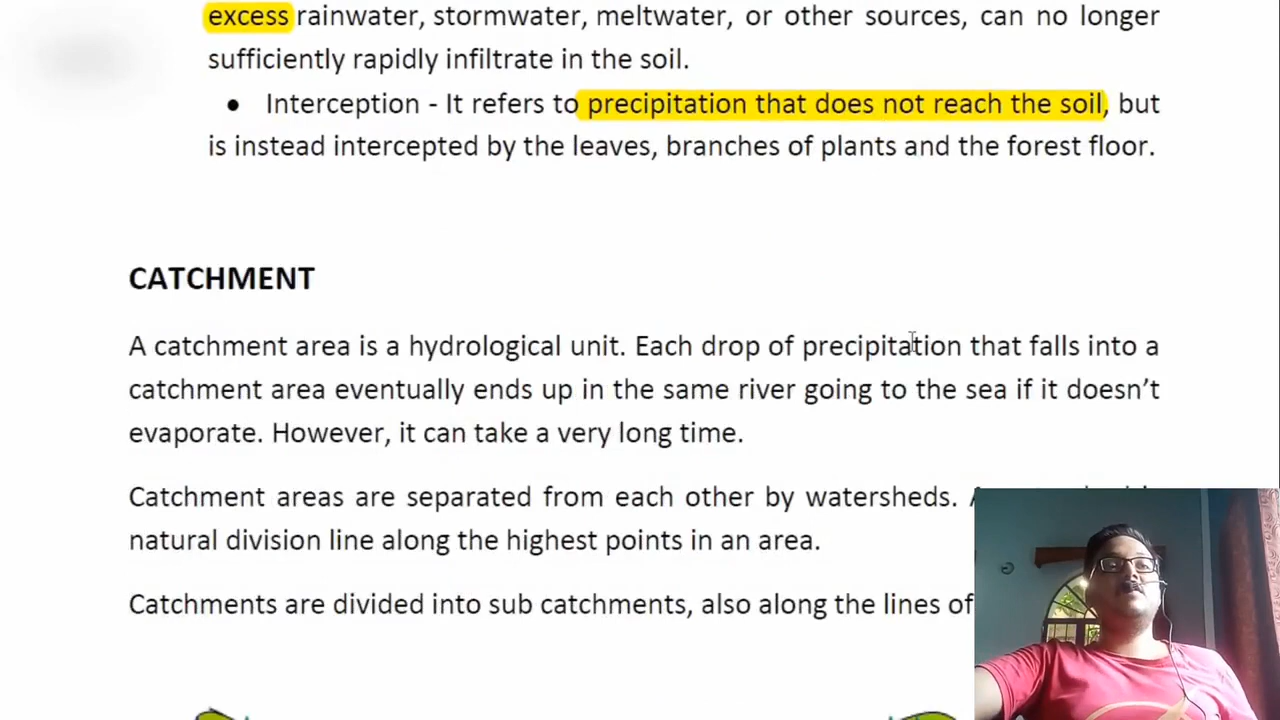 excess rainwater, stormwater, meltwater, or other sources, can no longer
sufficiently rapidly infiltrate in the soil.
• Interception - It refers to precipitation that does not reach the soil, but
is instead intercepted by the leaves, branches of plants and the forest floor.
CATCHMENT
A catchment area is a hydrological unit. Each drop of precipitation that falls into a
catchment area eventually ends up in the same river going to the sea if it doesn’t
evaporate. However, it can take a very long time.
Catchment areas are separated from each other by watersheds.
natural division line along the highest points in an area.
Catchments are divided into sub catchments, also along the lines of